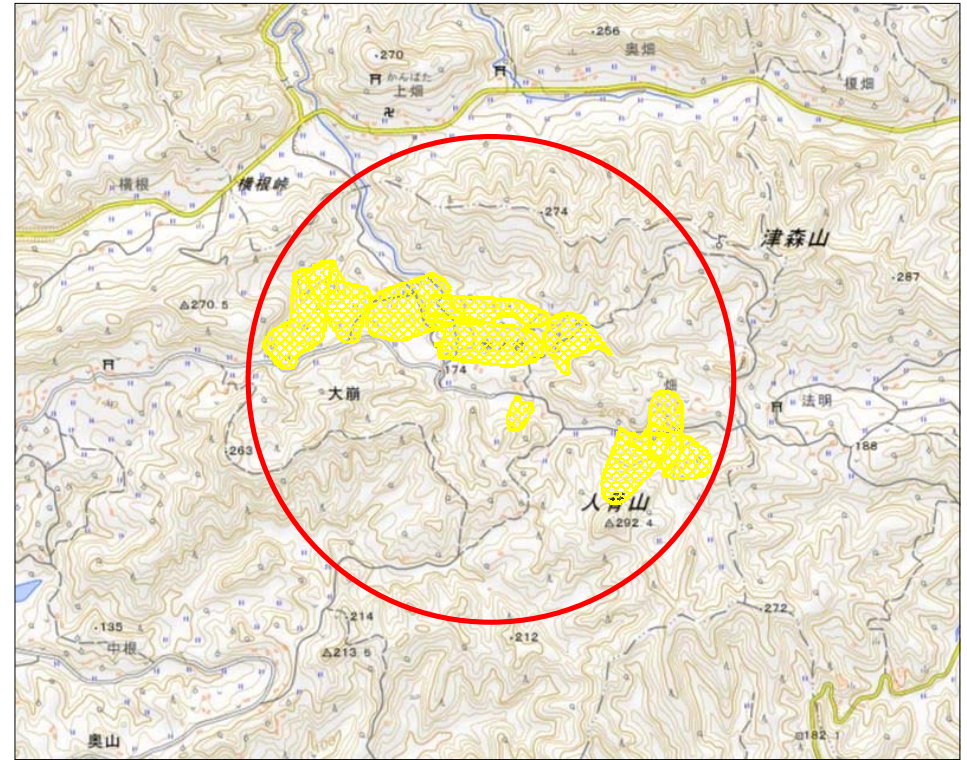 256
奥畑
270
かんばた
上畑
榎畑
横根
横根峠
274
津森山
287
270.5
174
大崩
畑
法明
188
263
人骨山
292.4
272
214
212
135
213.5
中根
182.1
奥山